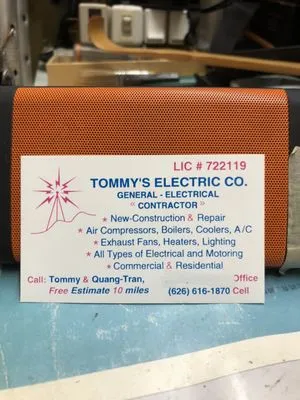 LIC # 722119
TOMMY'S ELECTRIC CO.
GENERAL - ELECTRICAL
" CONTRACTOR "
★ New-Construction & Repair
★ Air Compressors, Boilers, Coolers, A/C
★ Exhaust Fans, Heaters, Lighting
★ All Types of Electrical and Motoring
★ Commercial & Residential
Call: Tommy & Quang-Tran, Office
Free Estimate 10 miles (626) 616-1870 Cell